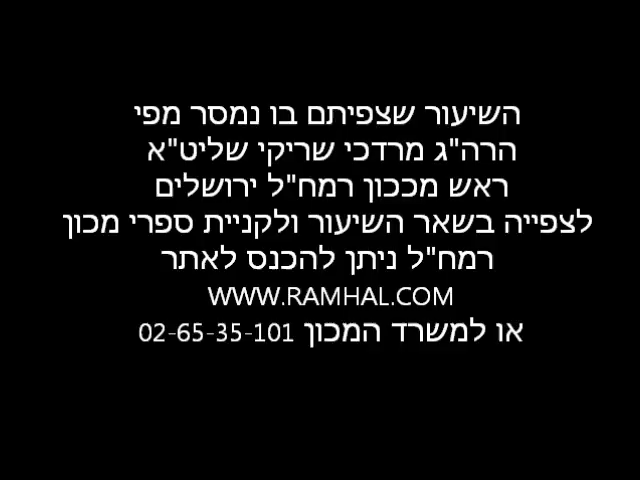 השיעור שצפיתם בו נמסר מפי
הרה"ג מרדכי שריקי שליט"א
ראש מככון רמח"ל ירושלים
לצפייה בשאר השיעור ולקניית ספרי מכון
רמח"ל ניתן להכנס לאתר
WWW.RAMHAL.COM
או למשרד המכון 02-65-35-101